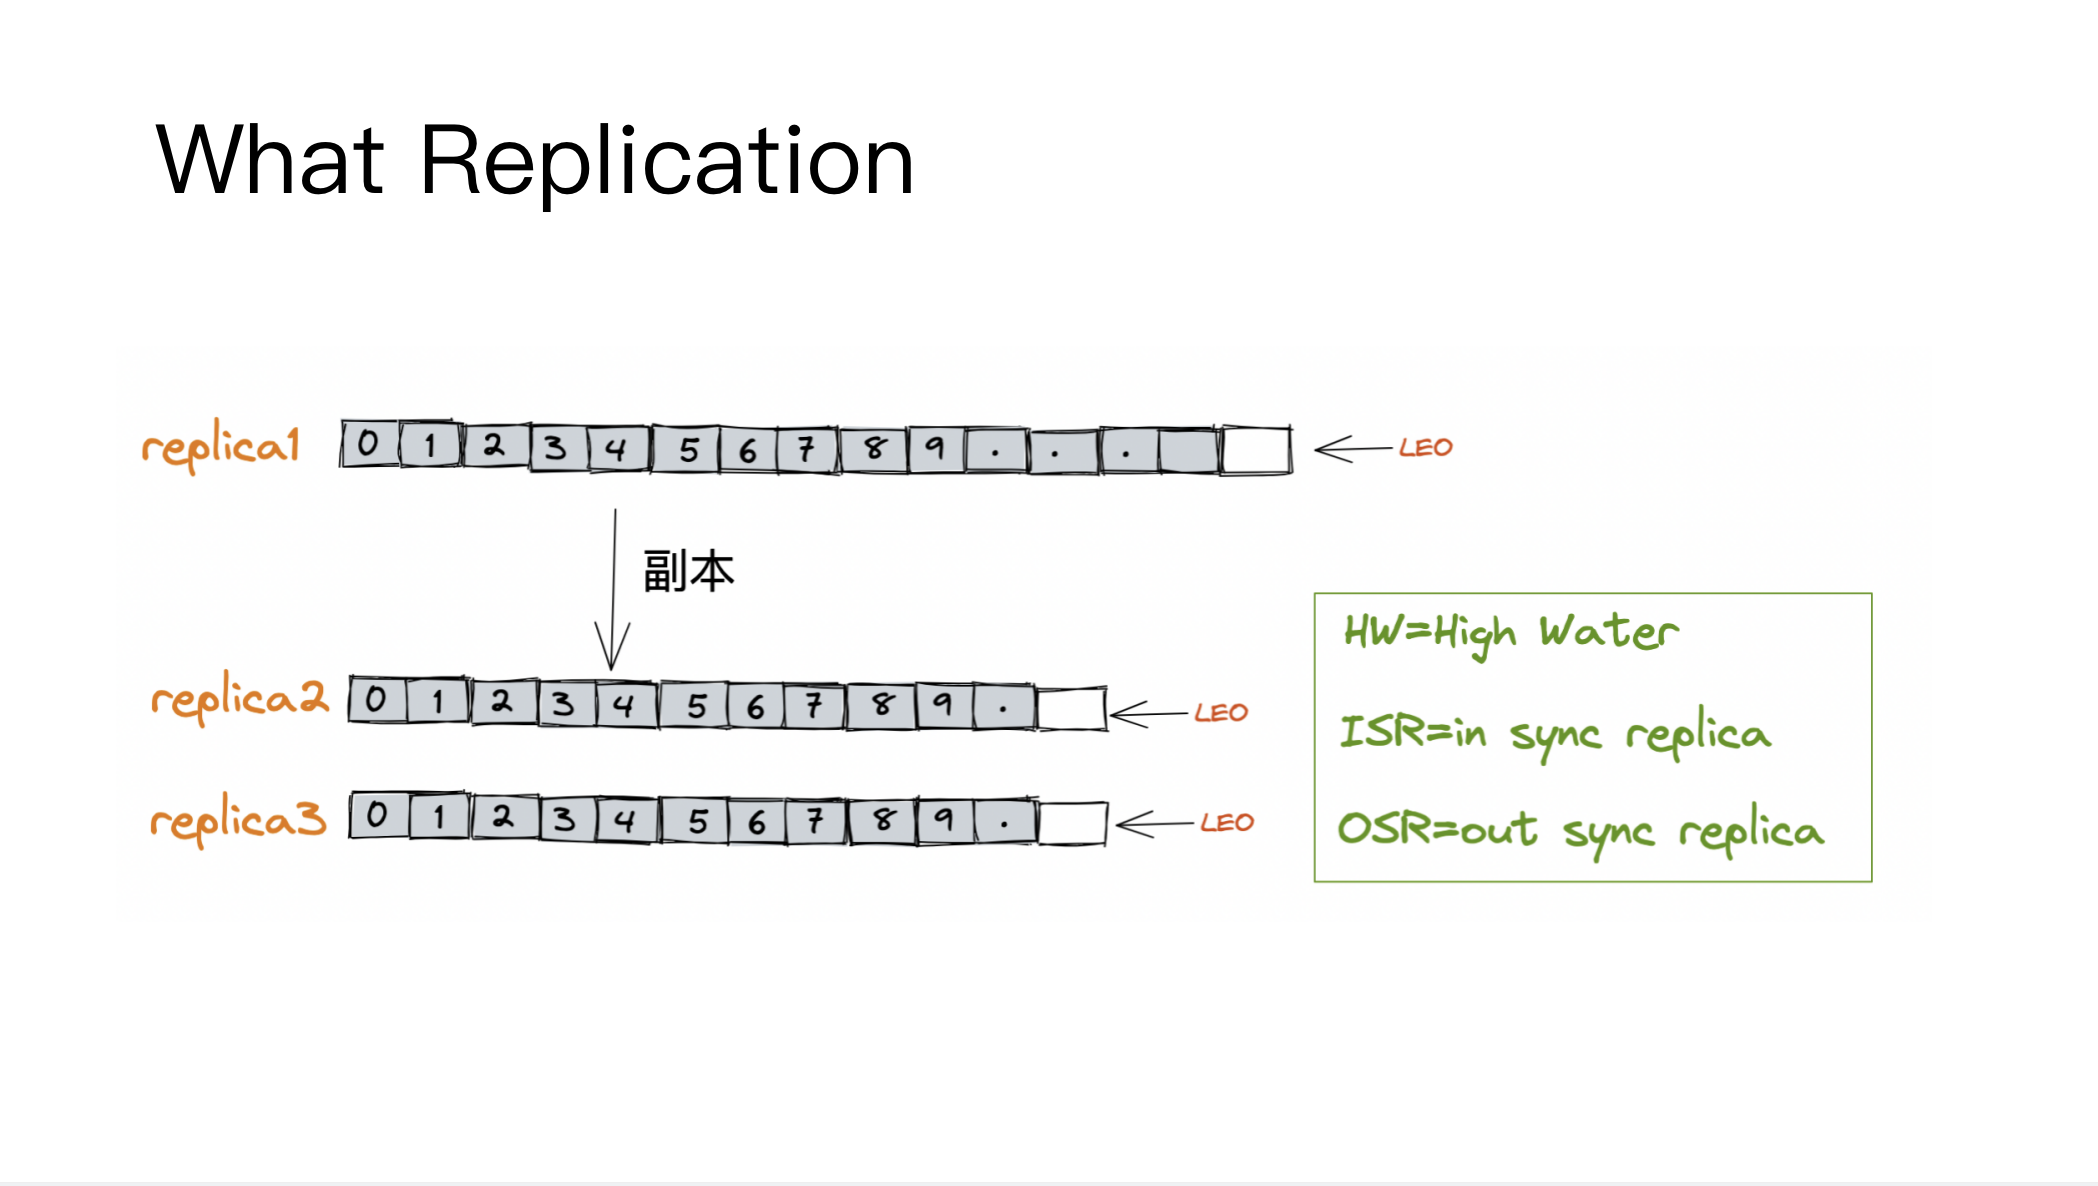 What Replication
replica1 0 1 2 3 4 5 6 7 8 9 . . . LEO
副本
replica2 0 1 2 3 4 5 6 7 8 9 . LEO
replica3 0 1 2 3 4 5 6 7 8 9 . LEO
HW=High Water
ISR=in sync replica
OSR=out sync replica